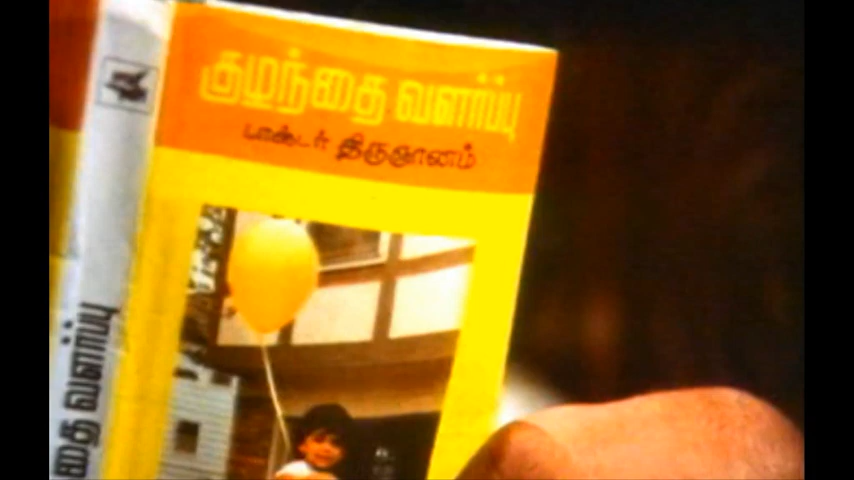 குழந்தை வளர்ப்பு
டாக்டர் திருஞானம்
தை வளர்ப்பு